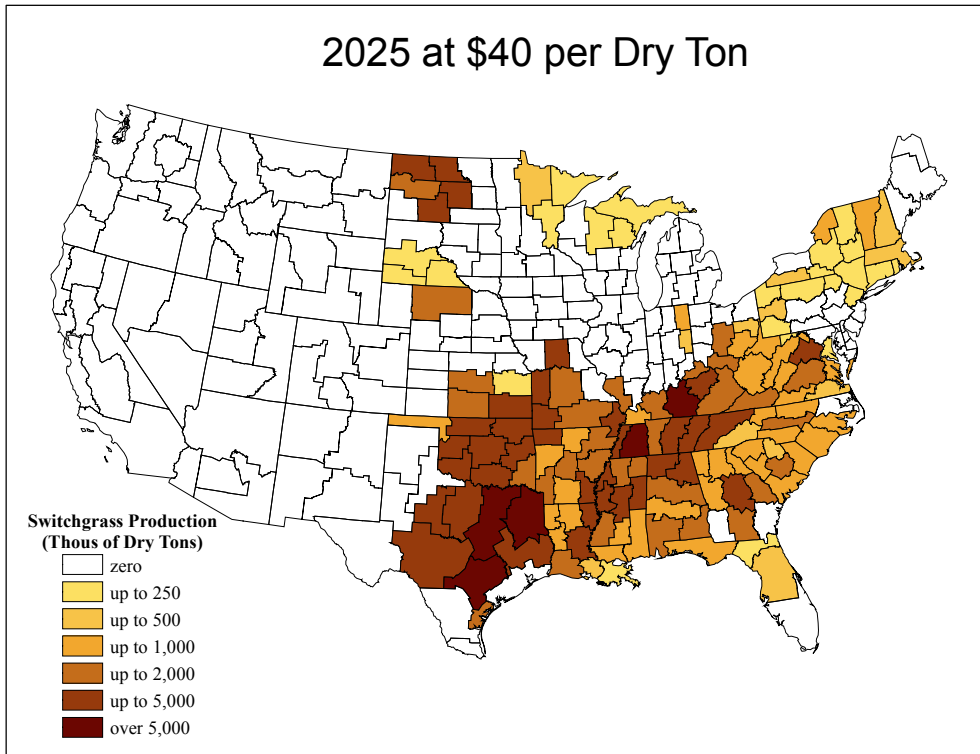 2025 at $40 per Dry Ton
Switchgrass Production
(Thous of Dry Tons)
zero
up to 250
up to 500
up to 1,000
up to 2,000
up to 5,000
over 5,000